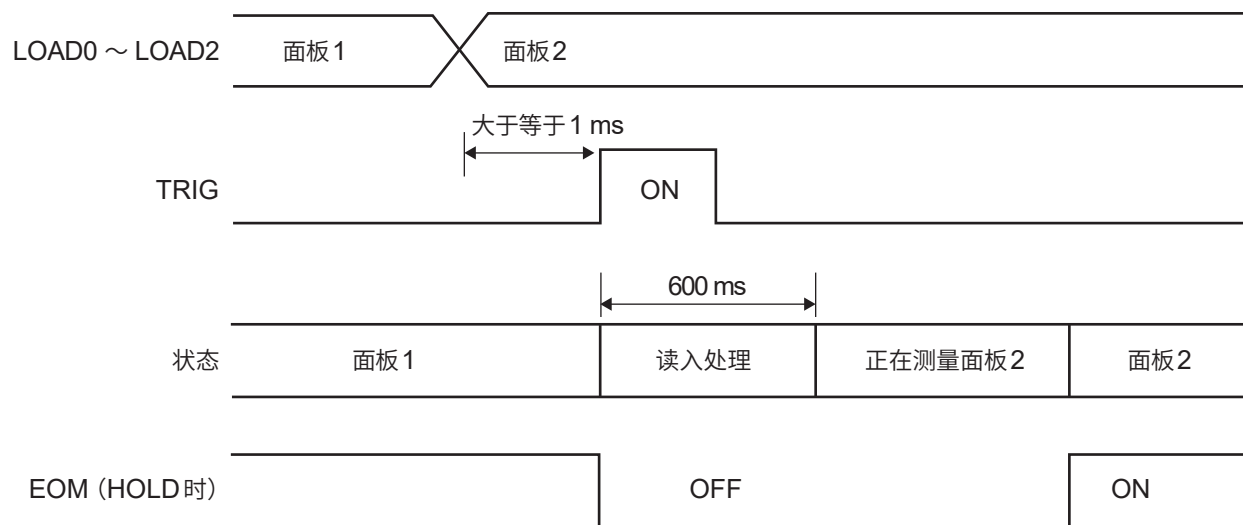 LOAD0 ～ LOAD2 面板1 面板2
大于等于1 ms
TRIG ON
600 ms
状态 面板1 读入处理 正在测量面板2 面板2
EOM（HOLD时） OFF ON